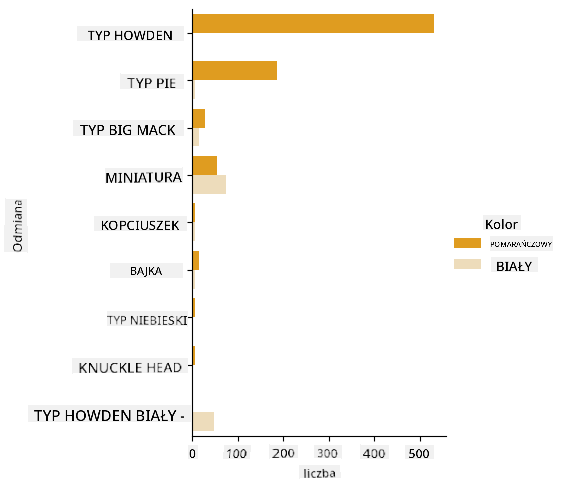 TYP HOWDEN
TYP PIE
TYP BIG MACK
MINIATURA
KOPCIUSZEK
BAJKA
TYP NIEBIESKI
KNUCKLE HEAD
TYP HOWDEN BIAŁY -
Odmiana
0 100 200 300 400 500
liczba
Kolor
POMARAŃCZOWY
BIAŁY